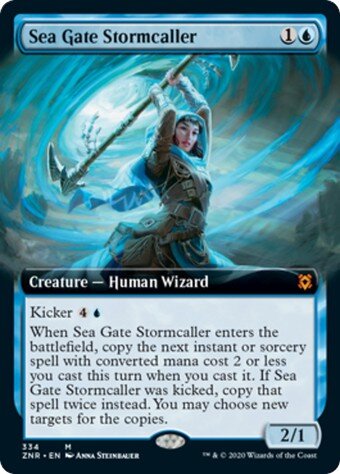 Sea Gate Stormcaller 1
Creature — Human Wizard
Kicker 4
When Sea Gate Stormcaller enters the
battlefield, copy the next instant or sorcery
spell with converted mana cost 2 or less
you cast this turn when you cast it. If Sea
Gate Stormcaller was kicked, copy that
spell twice instead. You may choose new
targets for the copies.
2/1
334 M
ZNR • EN Anna Steinbauer
™ & © 2020 Wizards of the Coast